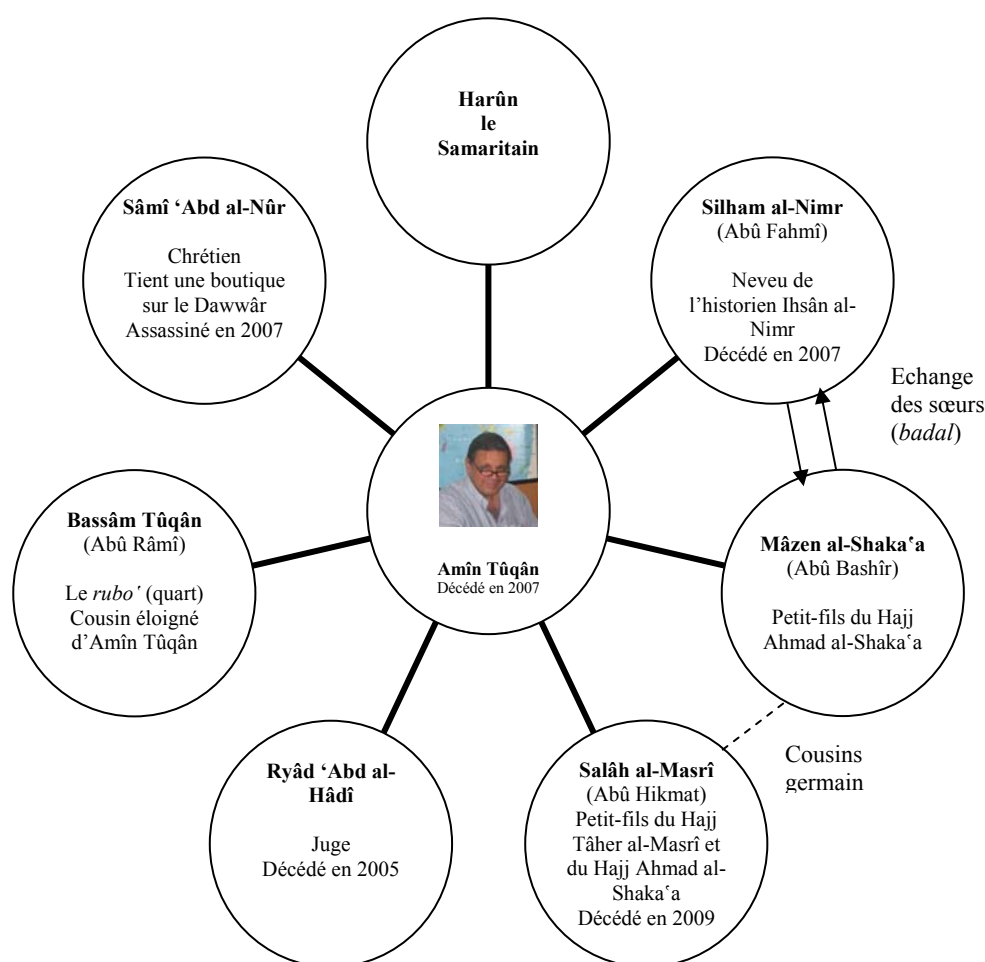 Harûn
le
Samaritain
Sâmî ‘Abd al-Nûr
Chrétien
Tient une boutique
sur le Dawwâr
Assassiné en 2007
Silham al-Nimr
(Abû Fahmî)
Neveu de
l’historien Ihsân al-
Nimr
Décédé en 2007
Echange
des sœurs
(badal)
Amîn Tûqân
Décédé en 2007
Bassâm Tûqân
(Abû Râmî)
Le rubo‛ (quart)
Cousin éloigné
d’Amîn Tûqân
Mâzen al-Shaka‛a
(Abû Bashîr)
Petit-fils du Hajj
Ahmad al-Shaka‛a
Cousins
germain
Ryâd ‘Abd al-
Hâdî
Juge
Décédé en 2005
Salâh al-Masrî
(Abû Hikmat)
Petit-fils du Hajj
Tâher al-Masrî et
du Hajj Ahmad al-
Shaka‛a
Décédé en 2009